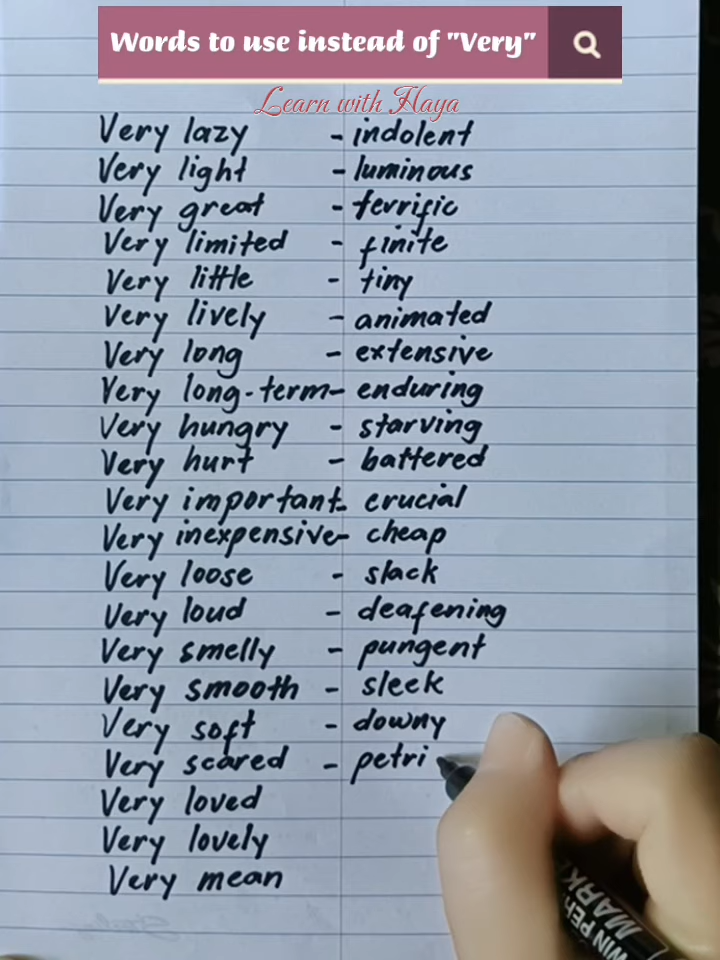 Words to use instead of "Very"
Learn with Haya
Very lazy - indolent
Very light - luminous
Very great - terrific
Very limited - finite
Very little - tiny
Very lively - animated
Very long - extensive
Very long-term - enduring
Very hungry - starving
Very hurt - battered
Very important - crucial
Very inexpensive - cheap
Very loose - slack
Very loud - deafening
Very smelly - pungent
Very smooth - sleek
Very soft - downy
Very scared - petri
Very loved
Very lovely
Very mean
MARK